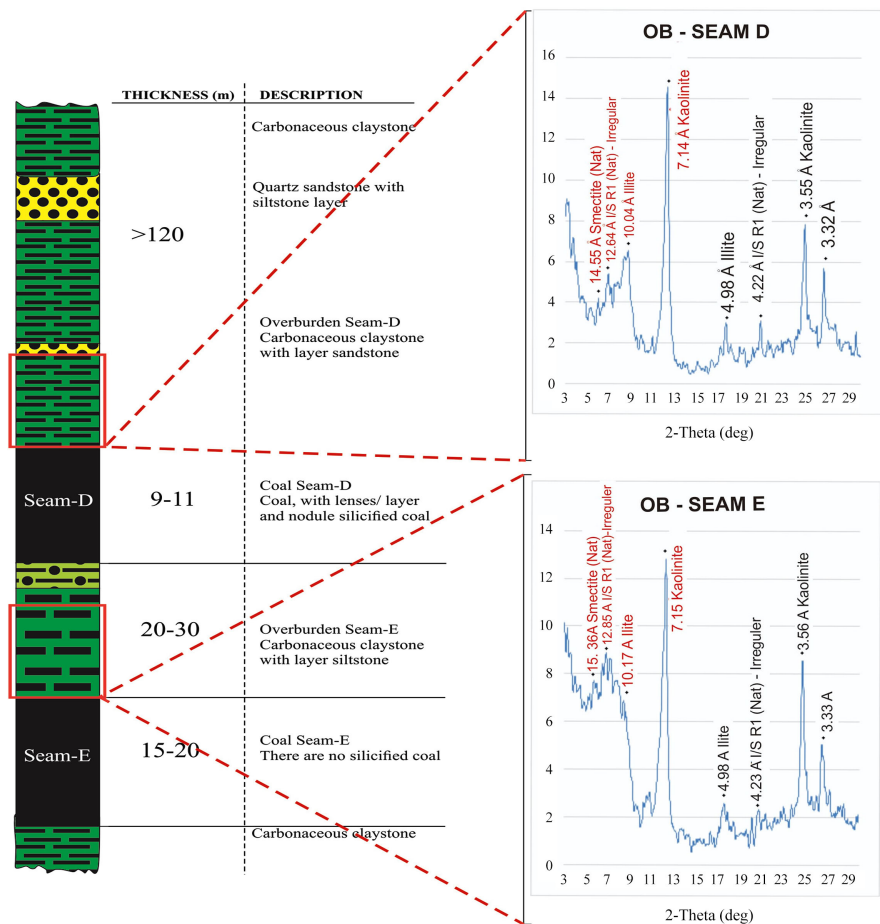 THICKNESS (m)
DESCRIPTION
Carbonaceous claystone
Quartz sandstone with
siltstone layer
>120
Overburden Seam-D
Carbonaceous claystone
with layer sandstone
Seam-D
9-11
Coal Seam-D
Coal, with lenses/ layer
and nodule silicified coal
20-30
Overburden Seam-E
Carbonaceous claystone
with layer siltstone
Seam-E
15-20
Coal Seam-E
There are no silicified coal
Carbonaceous claystone
OB - SEAM D
16
14
12
10
8
6
4
2
0
14.55 Å Smectite (Nat)
12.64 Å I/S R1 (Nat) - Irregular
10.04 Å Illite
7.14 Å Kaolinite
4.98 Å Illite
4.22 Å I/S R1 (Nat) - Irregular
3.55 Å Kaolinite
3.32 Å
3 5 7 9 11 13 15 17 19 21 23 25 27 29
2-Theta (deg)
OB - SEAM E
14
12
10
8
6
4
2
0
15. 36A Smectite (Nat)
12.85 A I/S R1 (Nat)-Irreguler
10.17 A Ilite
7.15 Kaolinite
4.98 A Ilite
4.23 A I/S R1 (Nat) - Irreguler
3.56 A Kaolinite
3.33 A
3 5 7 9 11 13 15 17 19 21 23 25 27 29
2-Theta (deg)